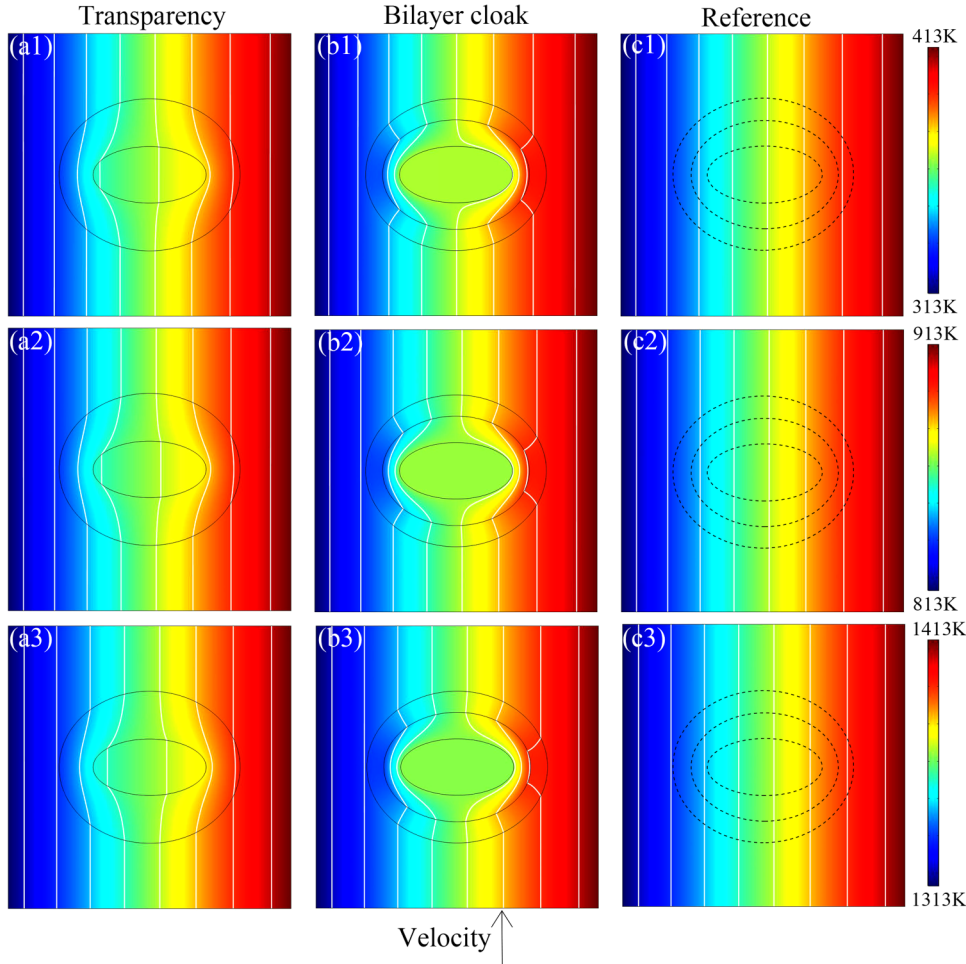 Transparency Bilayer cloak Reference
(a1) (b1) (c1) 413K
313K
(a2) (b2) (c2) 913K
813K
(a3) (b3) (c3) 1413K
1313K
Velocity